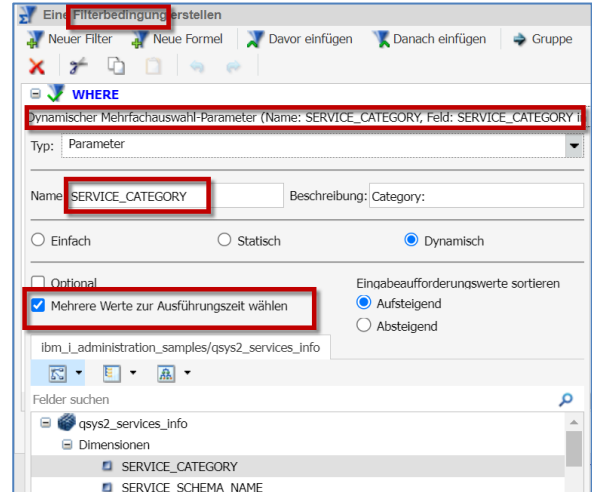 Eine Filterbedingung erstellen
Neuer Filter Neue Formel Davor einfügen Danach einfügen Gruppe
WHERE
Dynamischer Mehrfachauswahl-Parameter (Name: SERVICE_CATEGORY, Feld: SERVICE_CATEGORY
Typ: Parameter
Name SERVICE_CATEGORY Beschreibung: Category:
Einfach Statisch Dynamisch
Optional Eingabeaufforderungswerte sortieren
Mehrere Werte zur Ausführungszeit wählen Aufsteigend
Absteigend
ibm_i_administration_samples/qsys2_services_info
Felder suchen
qsys2_services_info
Dimensionen
SERVICE_CATEGORY
SERVICE_SCHEMA_NAME